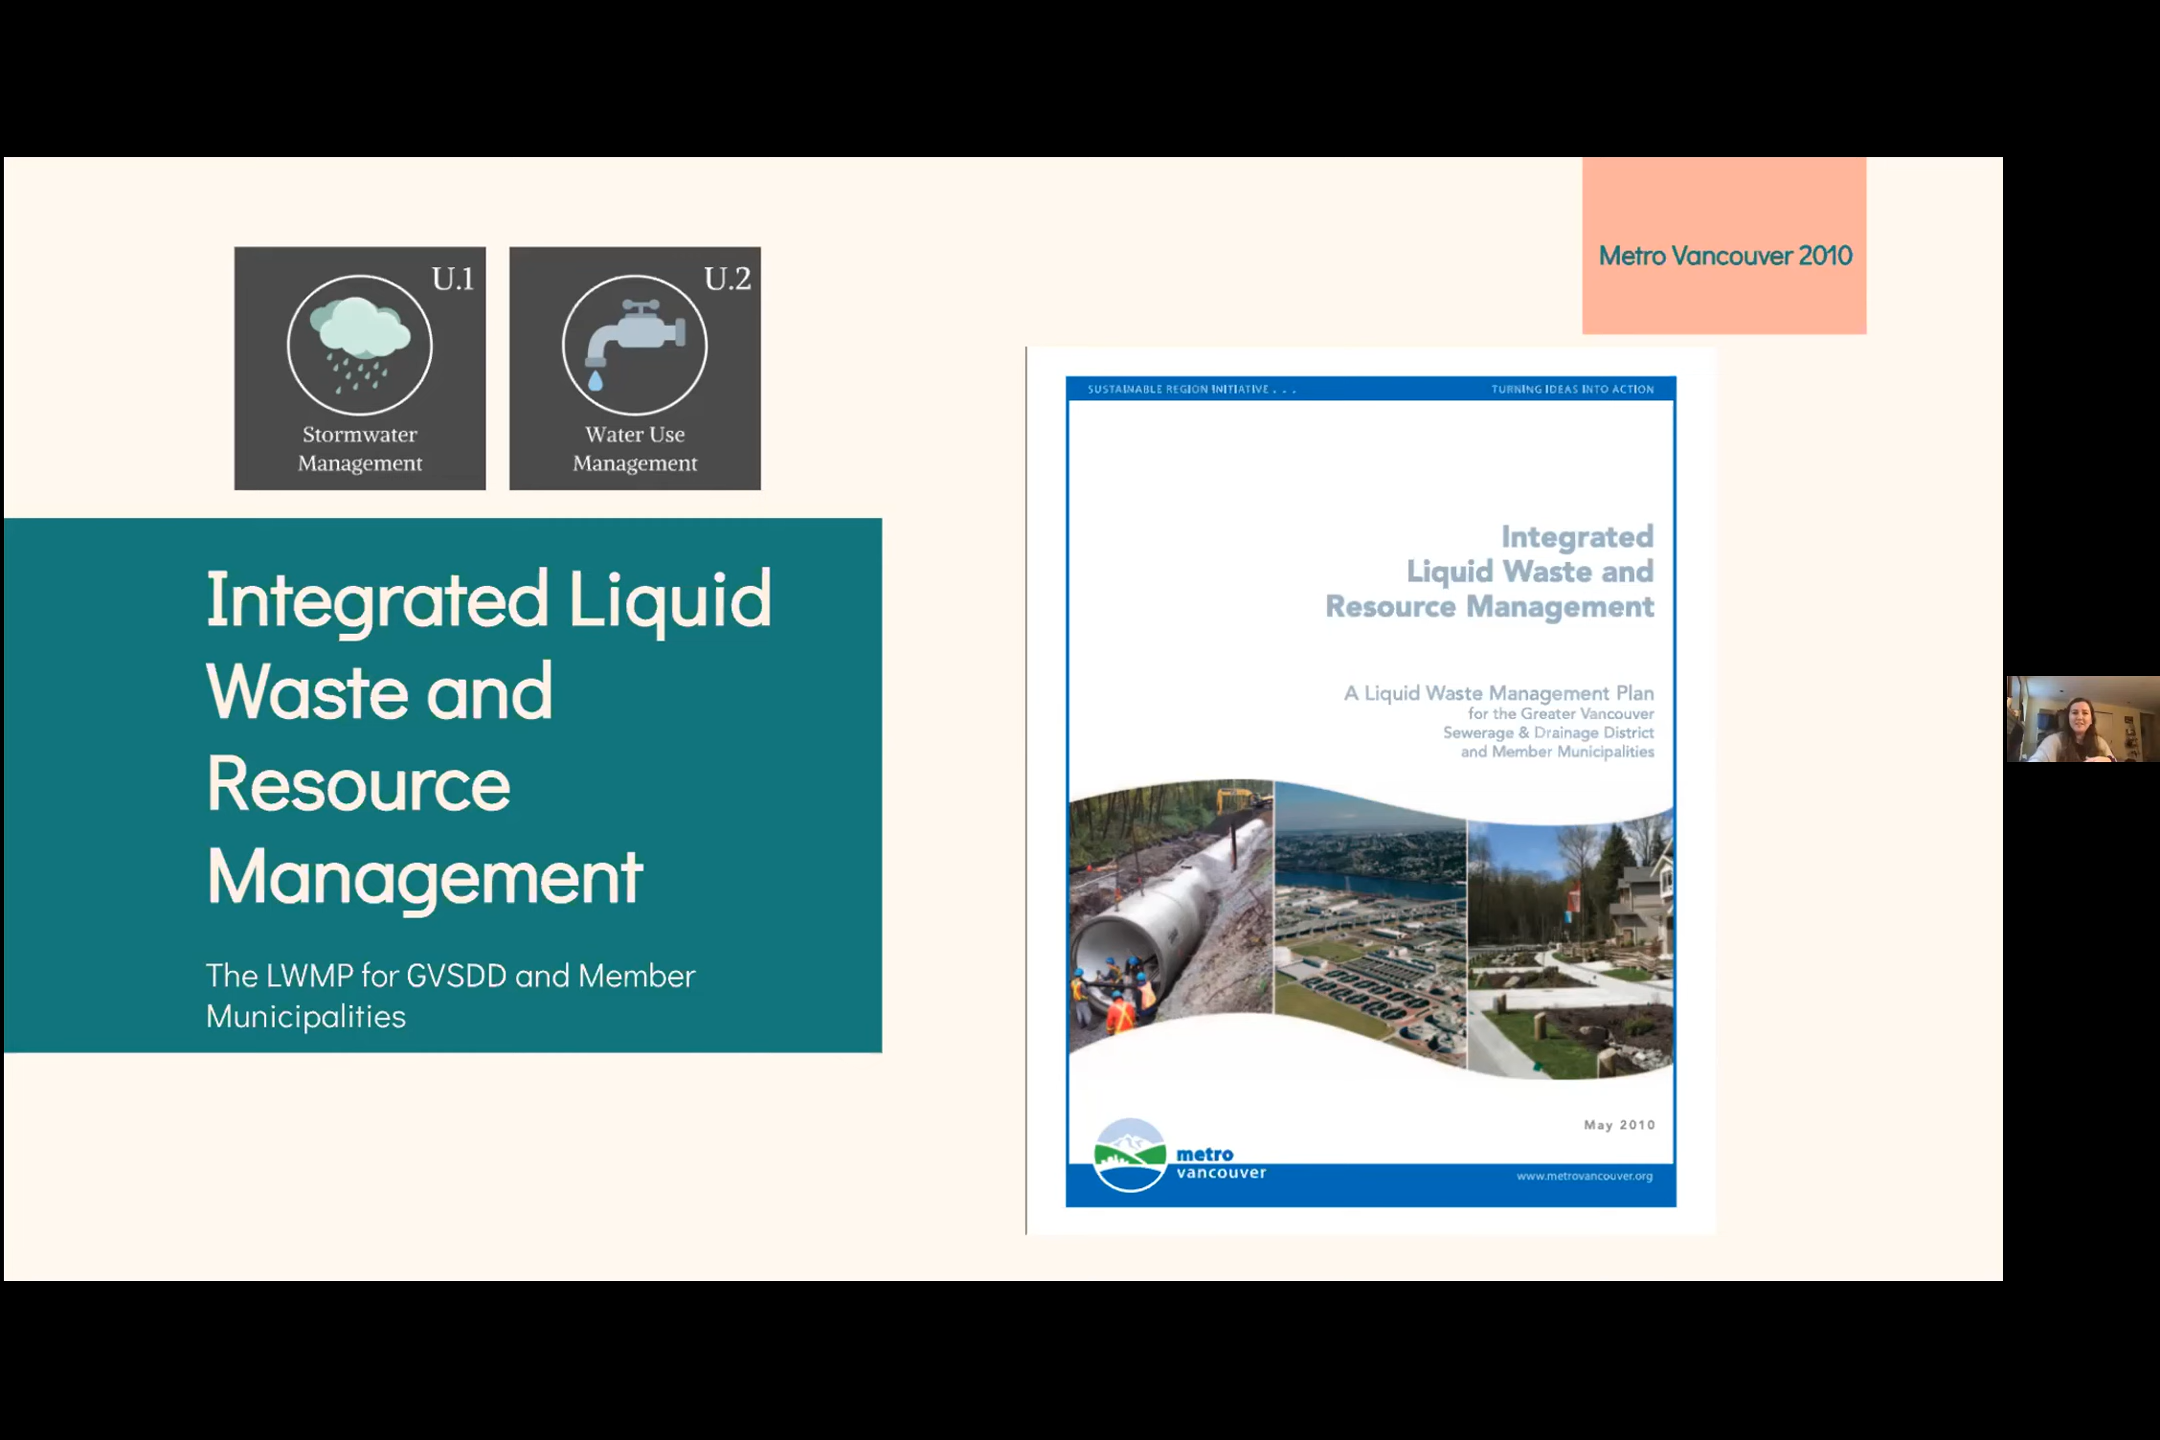 U.1
Stormwater
Management
U.2
Water Use
Management
Integrated Liquid
Waste and
Resource
Management
The LWMP for GVSDD and Member
Municipalities
Metro Vancouver 2010
SUSTAINABLE REGION INITIATIVE . . .
TURNING IDEAS INTO ACTION
Integrated
Liquid Waste and
Resource Management
A Liquid Waste Management Plan
for the Greater Vancouver
Sewerage & Drainage District
and Member Municipalities
May 2010
metro
vancouver
www.metrovancouver.org